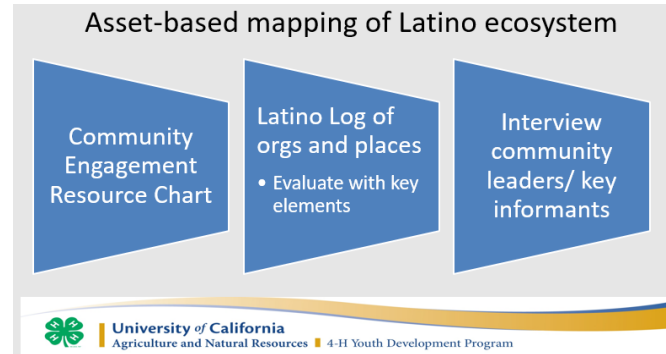 Asset-based mapping of Latino ecosystem
Community
Engagement
Resource Chart
Latino Log of
orgs and places
• Evaluate with key
elements
Interview
community
leaders/ key
informants
University of California
Agriculture and Natural Resources 4-H Youth Development Program